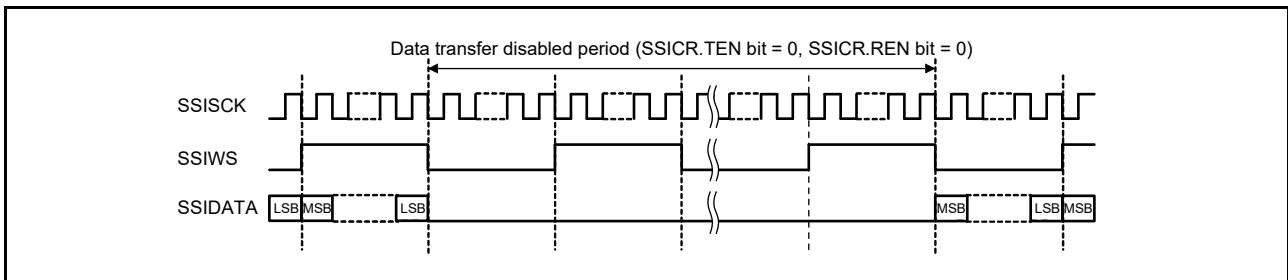 Data transfer disabled period (SSICR.TEN bit = 0, SSICR.REN bit = 0)
SSISCK
SSIWS
SSIDATA LSB MSB LSB MSB LSB MSB